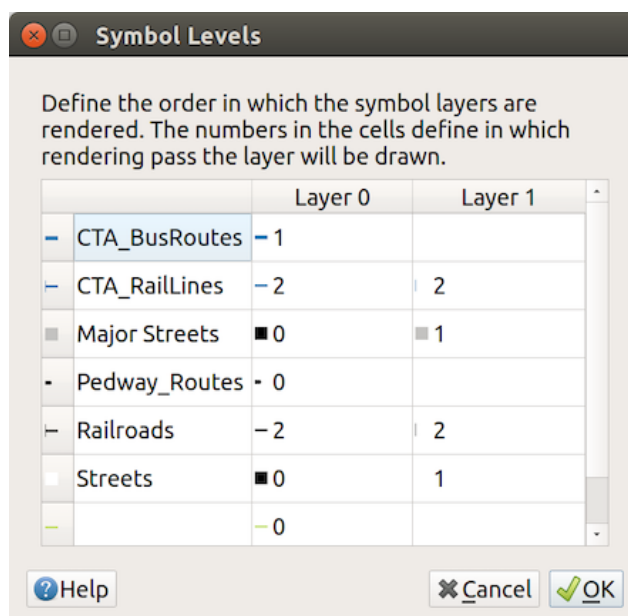 Symbol Levels
Define the order in which the symbol layers are
rendered. The numbers in the cells define in which
rendering pass the layer will be drawn.
Layer 0 Layer 1
CTA_BusRoutes 1
CTA_RailLines 2 2
Major Streets 0 1
Pedway_Routes 0
Railroads 2 2
Streets 0 1
0
Help Cancel OK